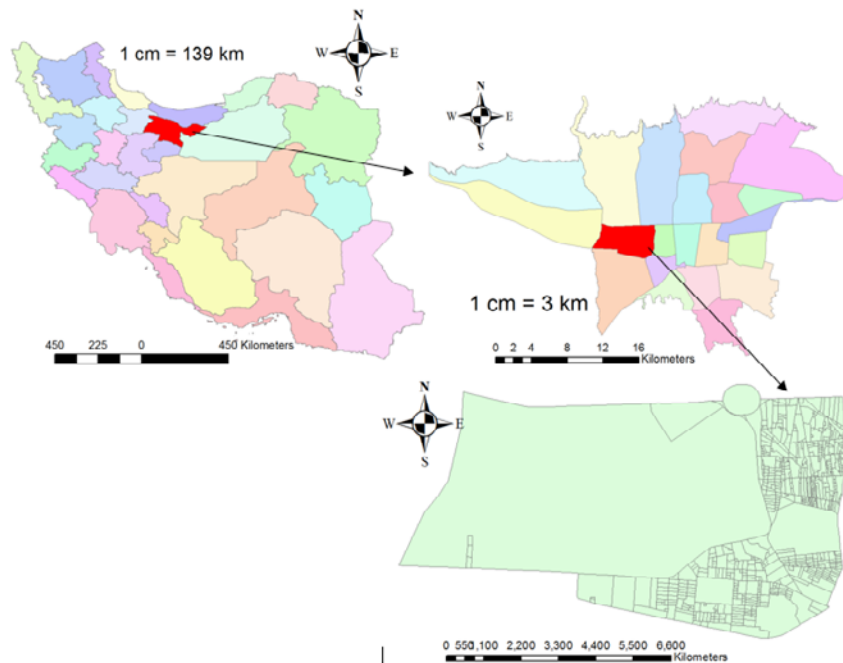 1 cm = 139 km
N
W E
S
450 225 0 450 Kilometers
N
W E
S
1 cm = 3 km
0 2 4 8 12 16
Kilometers
N
W E
S
0 550 1,100 2,200 3,300 4,400 5,500 6,600
Kilometers